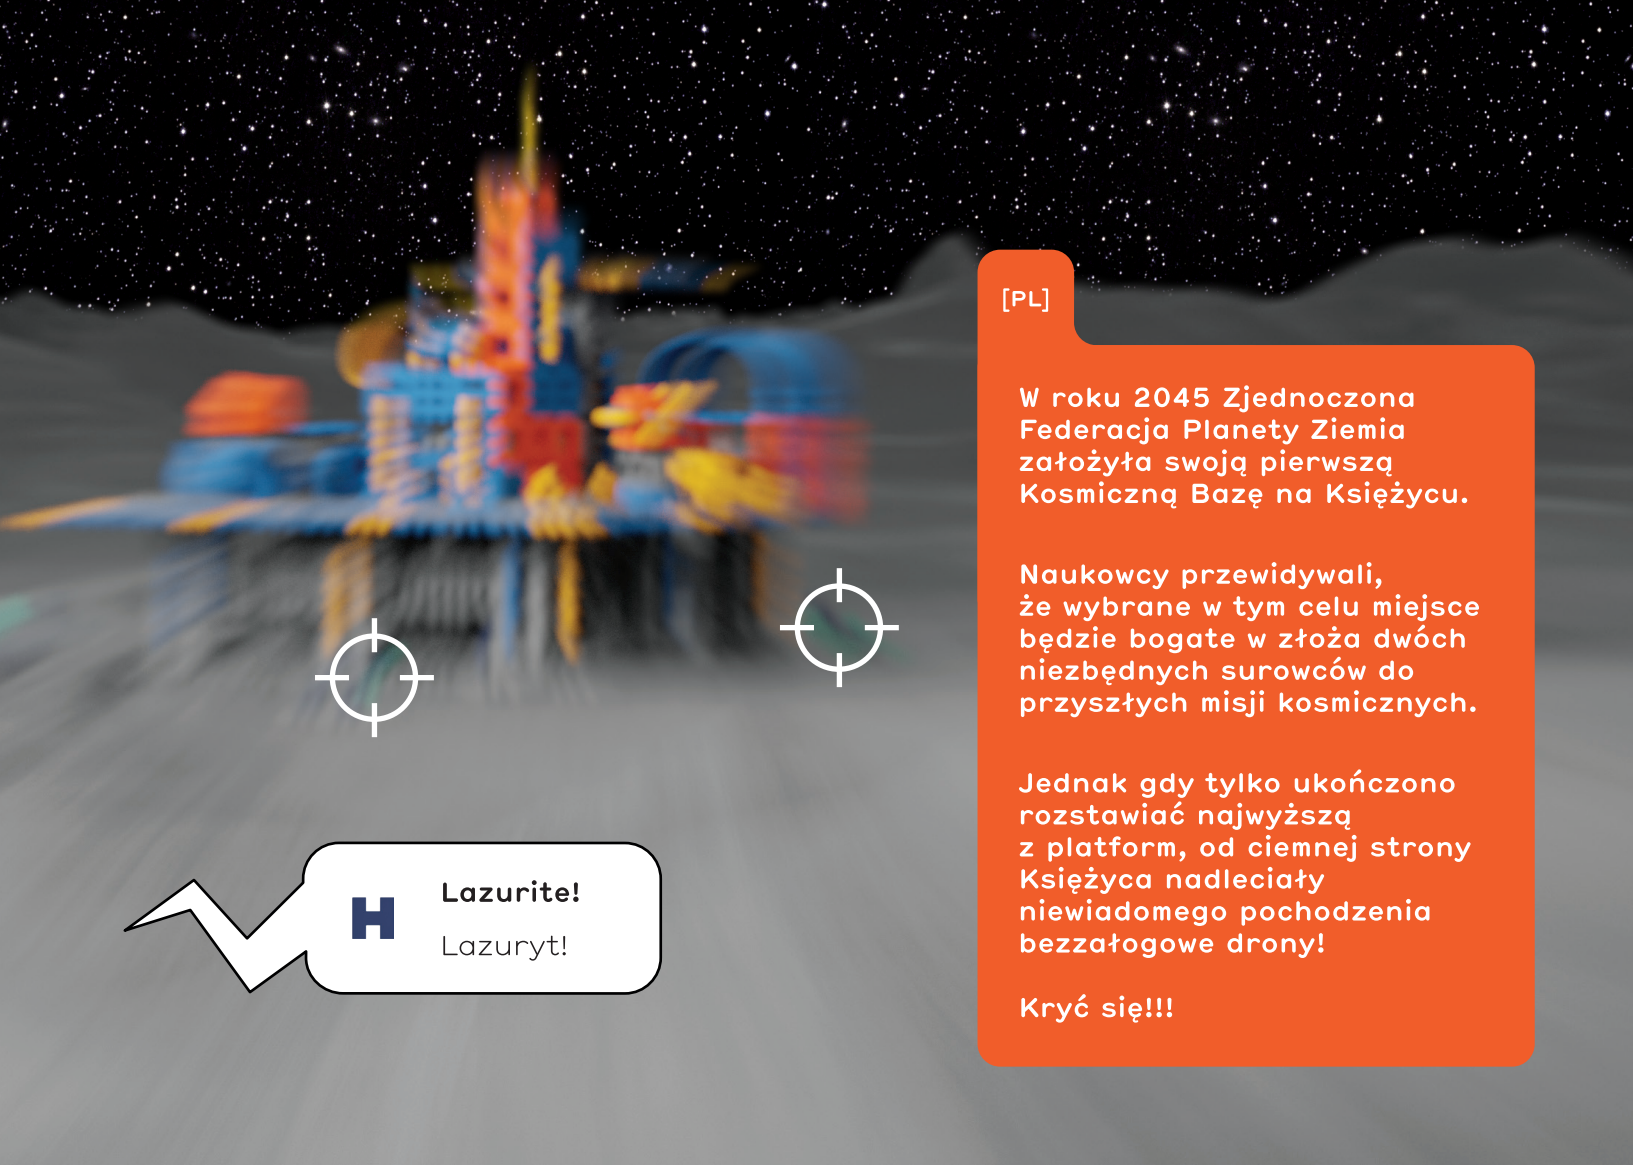 [PL]
W roku 2045 Zjednoczona
Federacja Planety Ziemia
założyła swoją pierwszą
Kosmiczną Bazę na Księżycu.
Naukowcy przewidywali,
że wybrane w tym celu miejsce
będzie bogate w złoża dwóch
niezbędnych surowców do
przyszłych misji kosmicznych.
Jednak gdy tylko ukończono
rozstawiać najwyższą
z platform, od ciemnej strony
Księżyca nadleciały
niewiadomego pochodzenia
bezzałogowe drony!
Kryć się!!!
H
Lazurite!
Lazuryt!